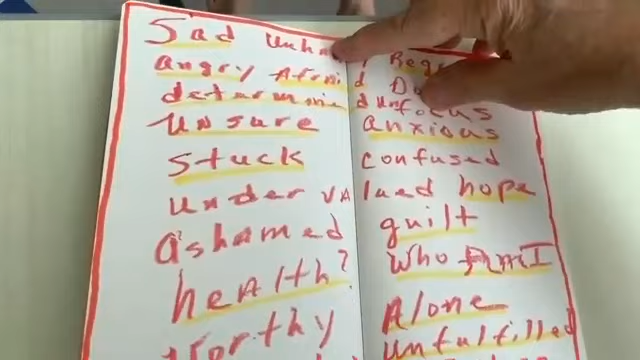 Sad
angry Afraid
determined unfocus
unsure anxious
stuck confused
under VAlued hope
ashamed guilt
heAlth? Who AmI
Worthy Alone
unfulfilled